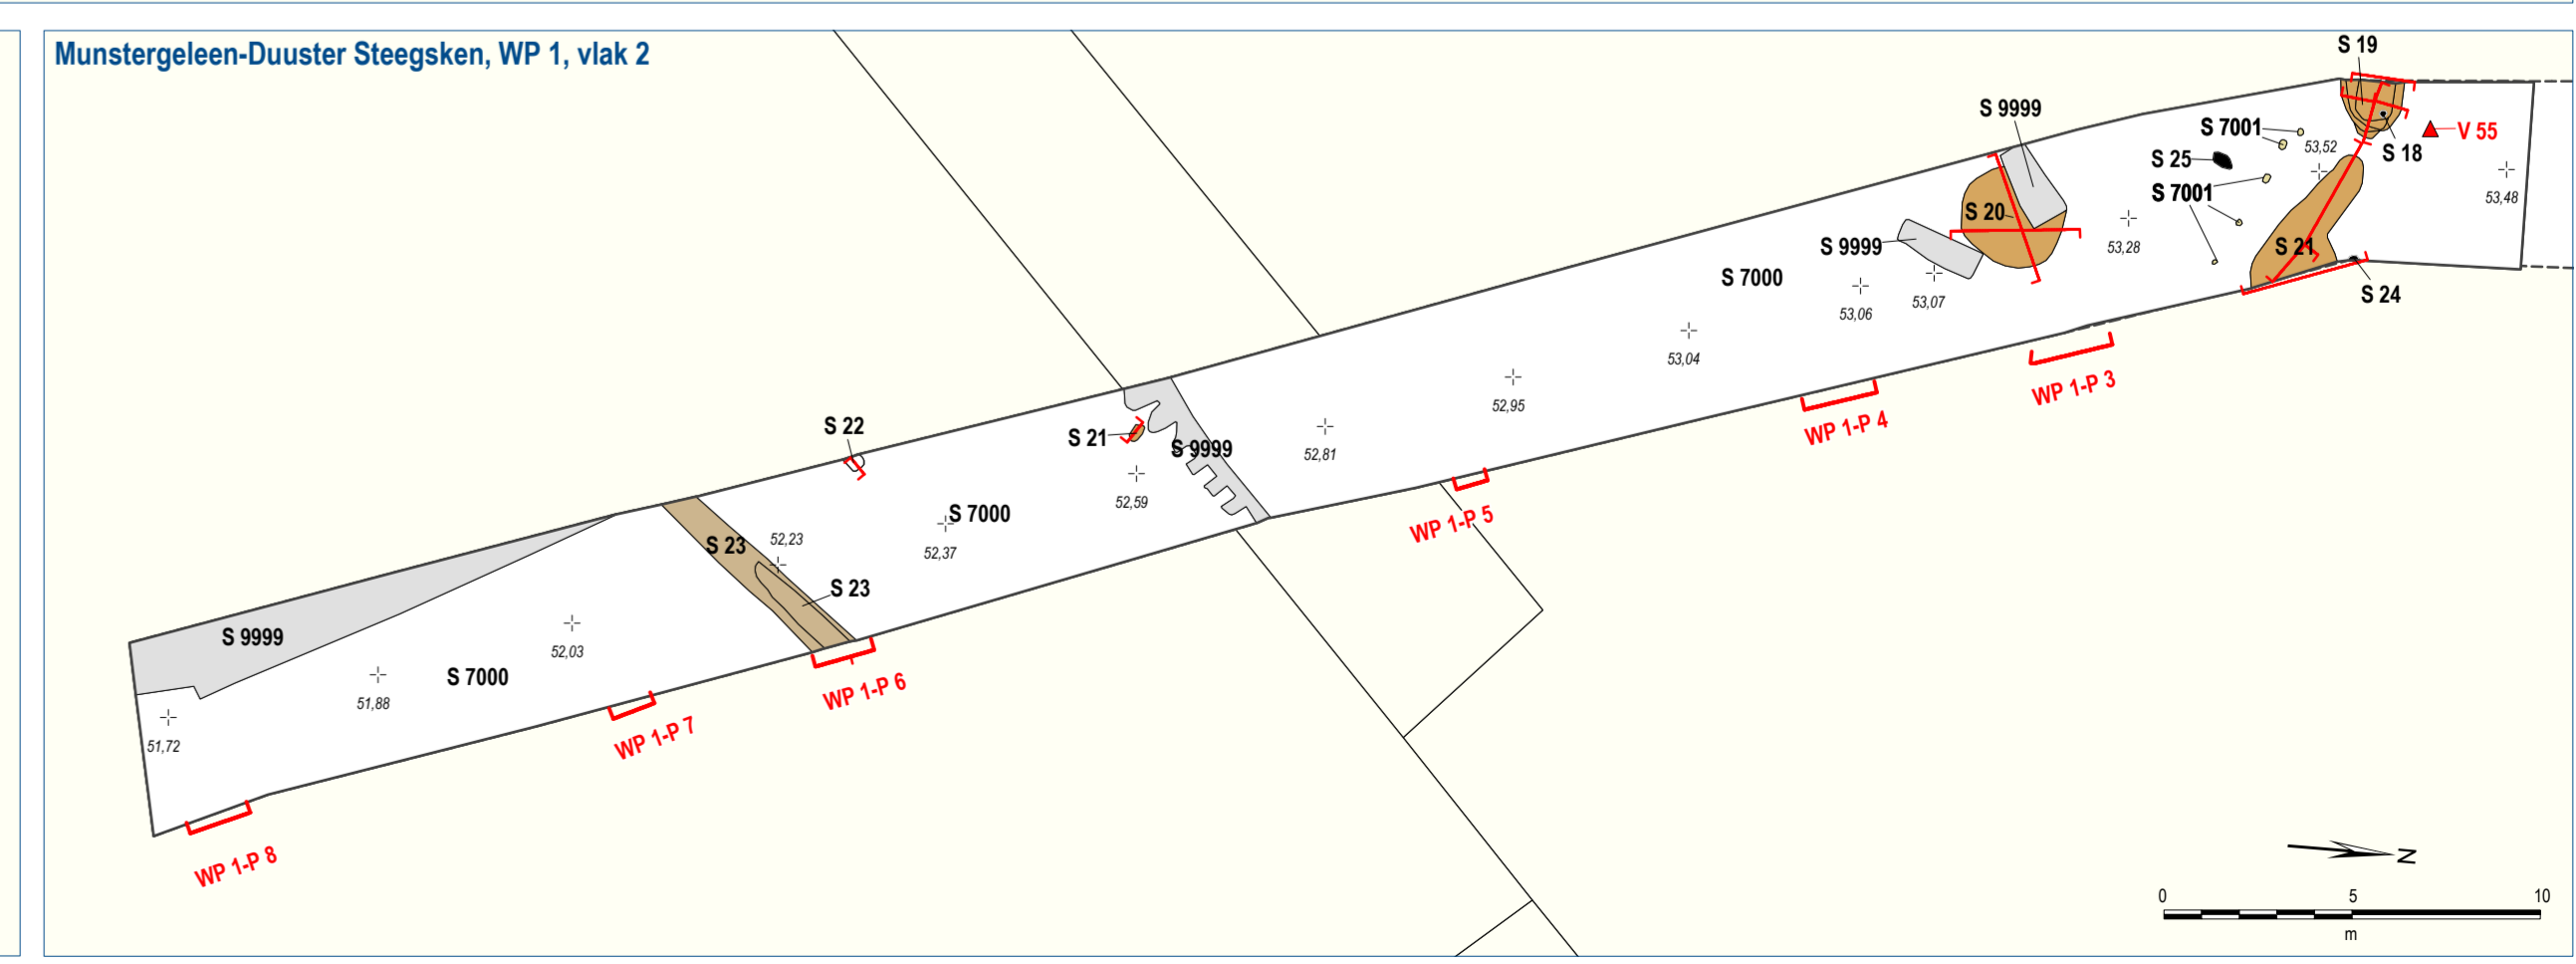 Munstergeleen-Duuster Steegsken, WP 1, vlak 2
S 19
S 9999
S 7001
V 55
53,52
S 18
S 25
S 7001
53,48
S 20
S 9999
53,28
S 21
S 7000
53,07
53,06
S 24
53,04
WP 1-P 3
52,95
WP 1-P 4
S 22
S 21
S 9999
52,81
52,59
WP 1-P 5
S 7000
52,37
52,23
S 23
S 23
S 9999
52,03
S 7000
51,88
WP 1-P 6
51,72
WP 1-P 7
WP 1-P 8
N
0 5 10
m